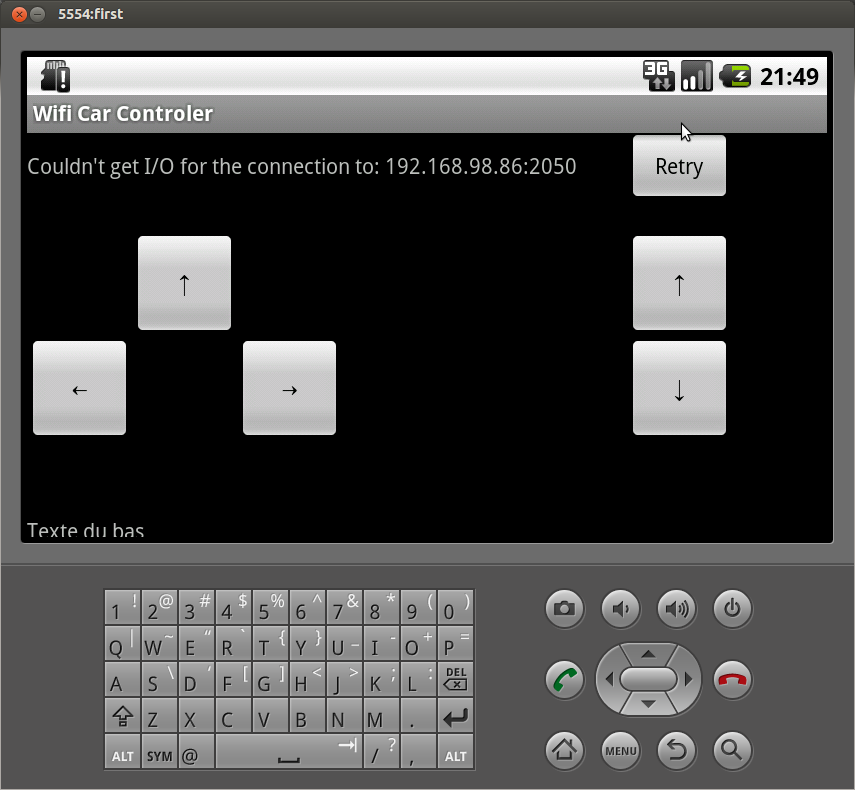 5554:first
3G 21:49
Wifi Car Controler
Couldn't get I/O for the connection to: 192.168.98.86:2050
Retry
↑ ↑
← → ↓
Texte du bas
1 ! 2 @ 3 # 4 $ 5 % 6 ^ 7 & 8 * 9 ( 0 )
Q | W ~ E " R ` T { Y } U _ I - O + P =
A S \ D ' F [ G ] H < J > K ; L : DEL
Z X C V B N M .
ALT SYM @ / ? , ALT
MENU